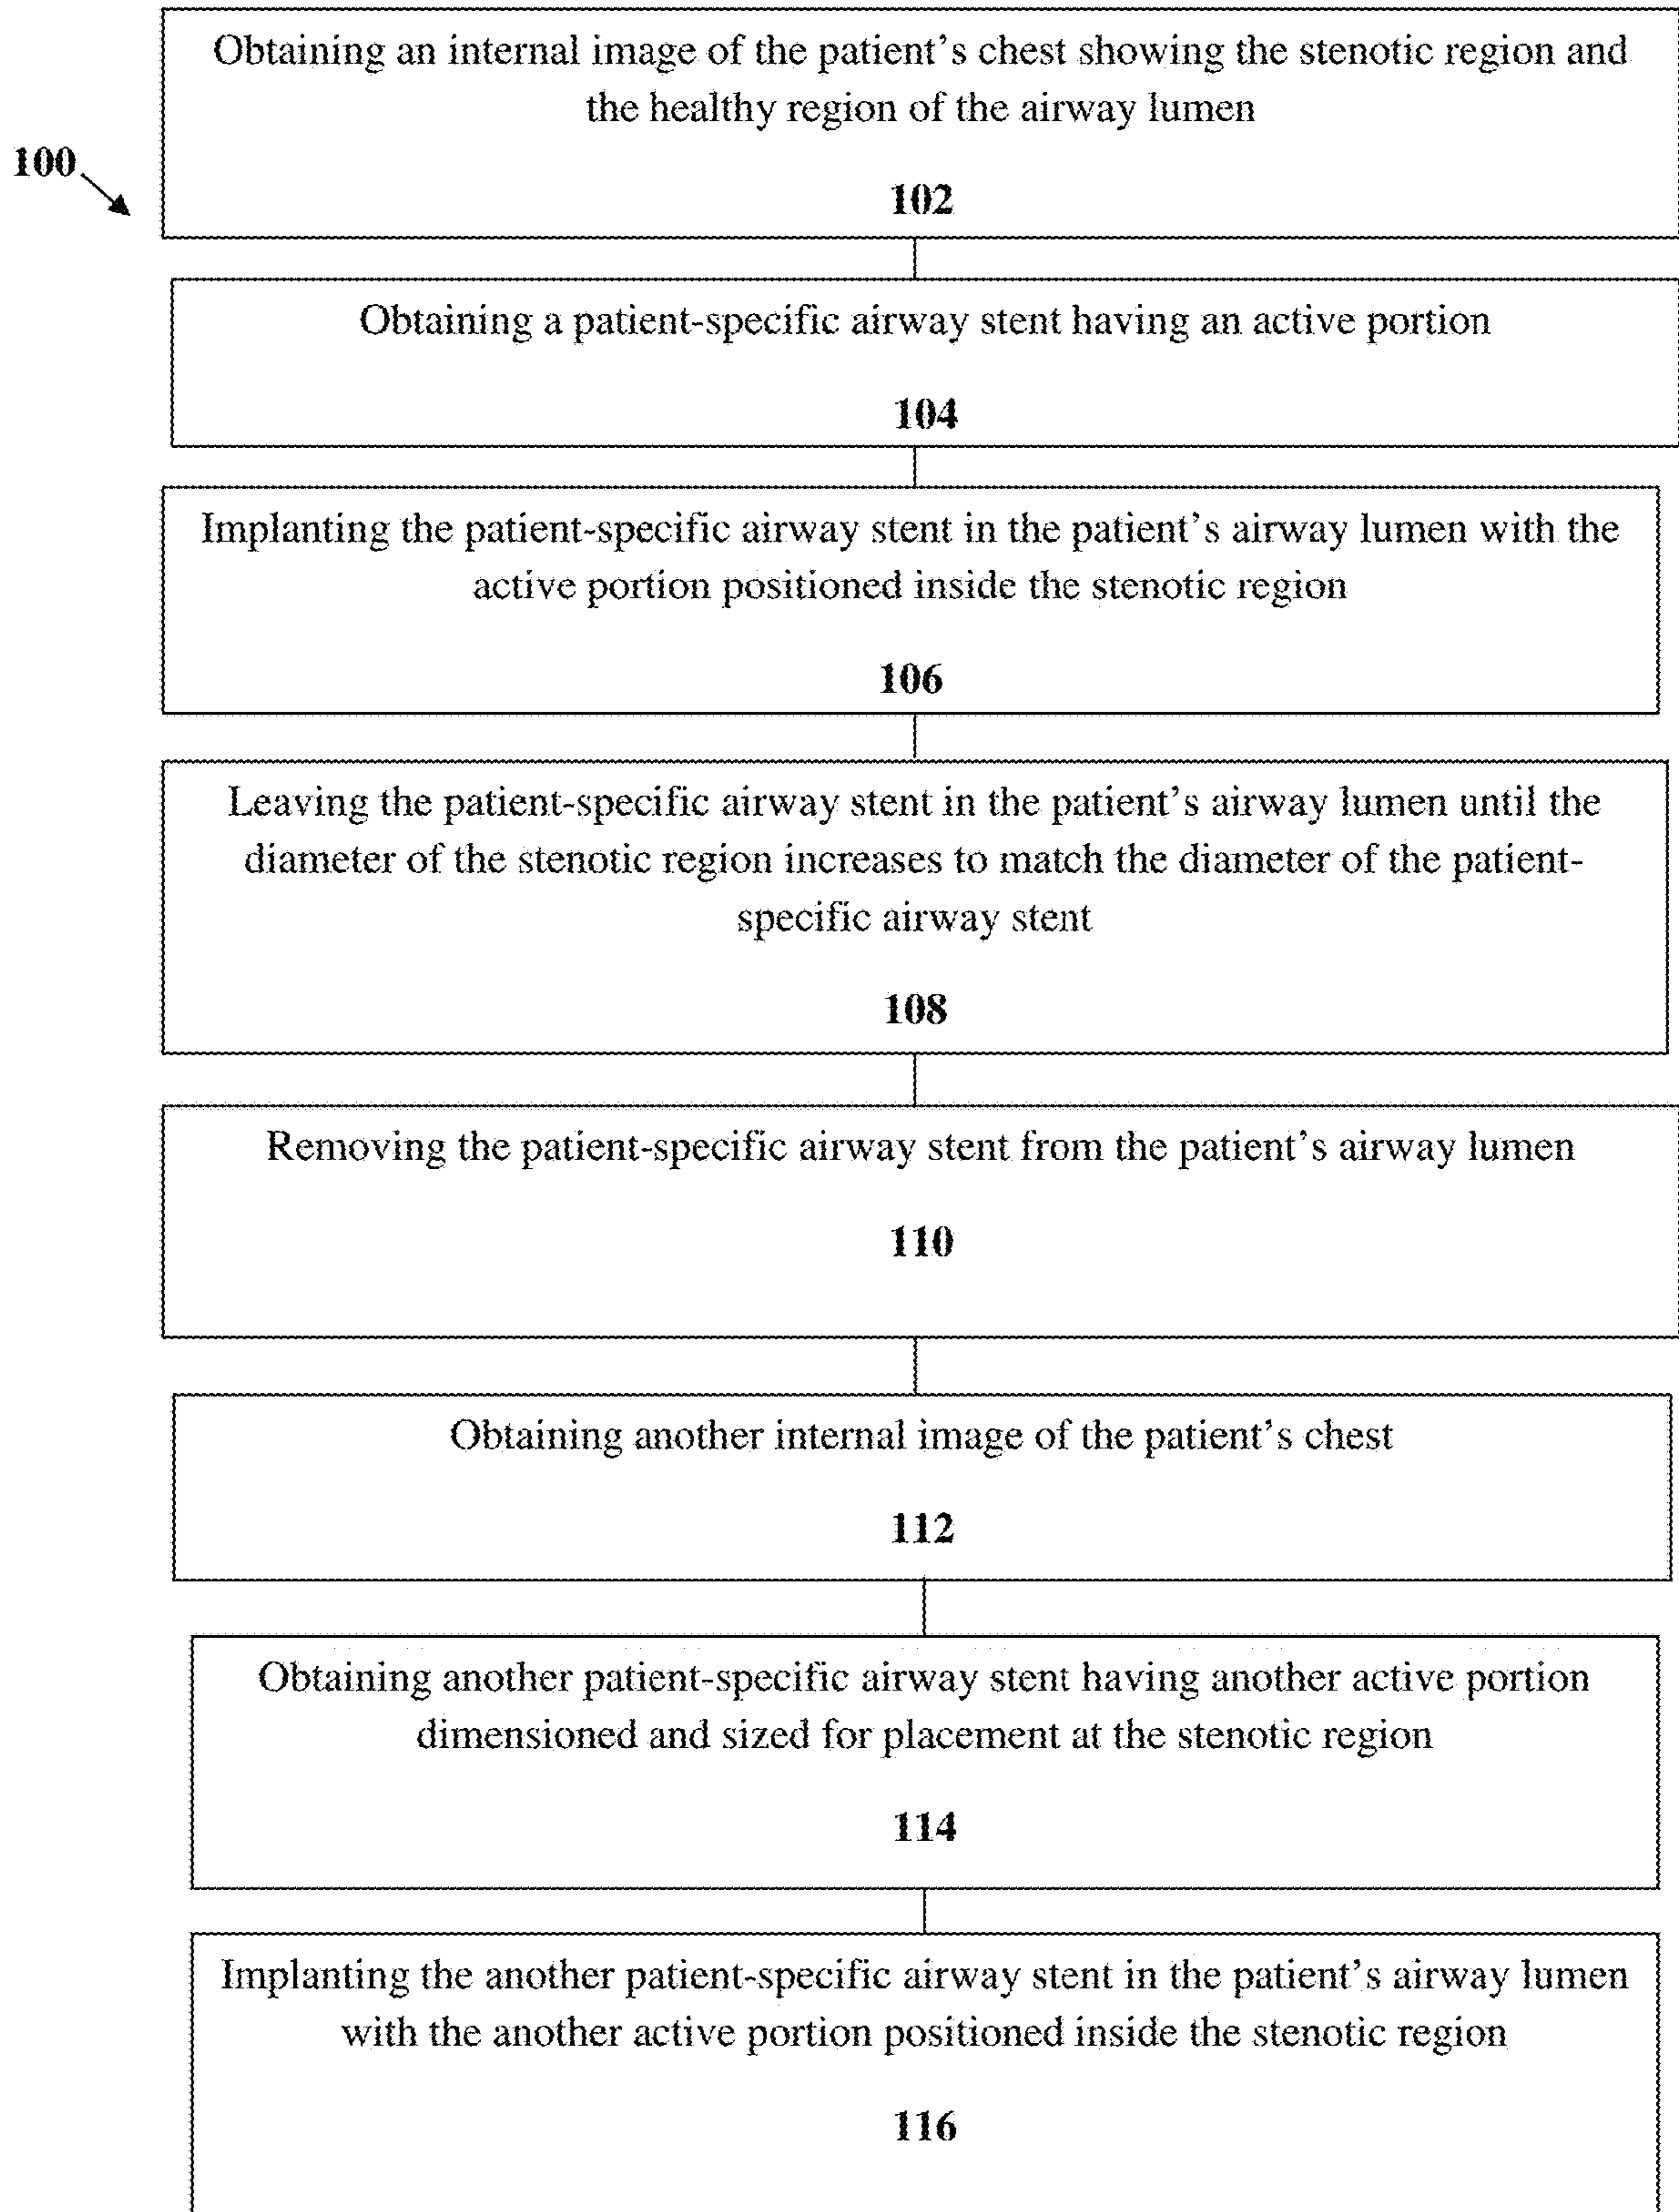 Obtaining an internal image of the patient's chest showing the stenotic region and
the healthy region of the airway lumen
100
102
Obtaining a patient-specific airway stent having an active portion
104
Implanting the patient-specific airway stent in the patient's airway lumen with the
active portion positioned inside the stenotic region
106
Leaving the patient-specific airway stent in the patient's airway lumen until the
diameter of the stenotic region increases to match the diameter of the patient-
specific airway stent
108
Removing the patient-specific airway stent from the patient's airway lumen
110
Obtaining another internal image of the patient's chest
112
Obtaining another patient-specific airway stent having another active portion
dimensioned and sized for placement at the stenotic region
114
Implanting the another patient-specific airway stent in the patient's airway lumen
with the another active portion positioned inside the stenotic region
116